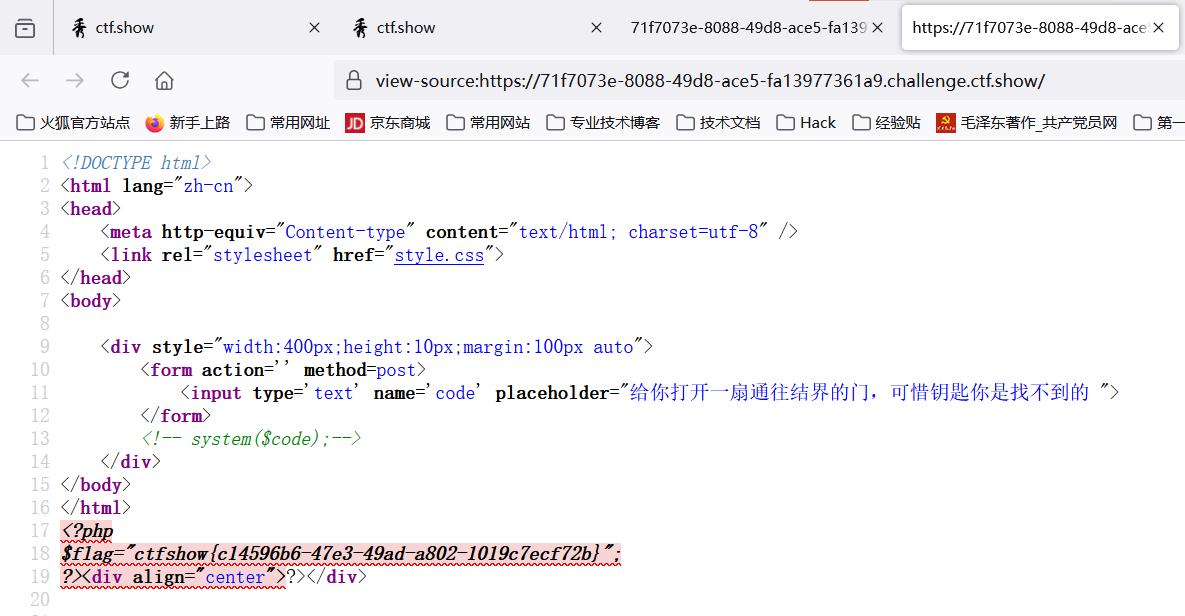 ctf.show
ctf.show
71f7073e-8088-49d8-ace5-fa139
https://71f7073e-8088-49d8-ace
view-source:https://71f7073e-8088-49d8-ace5-fa13977361a9.challenge.ctf.show/
火狐官方站点 新手上路 常用网址 JD 京东商城 常用网站 专业技术博客 技术文档 Hack 经验贴 毛泽东著作_共产党员网 第一
1 <!DOCTYPE html>
2 <html lang="zh-cn">
3 <head>
4 <meta http-equiv="Content-type" content="text/html; charset=utf-8" />
5 <link rel="stylesheet" href="style.css">
6 </head>
7 <body>
8
9 <div style="width:400px;height:10px;margin:100px auto">
10 <form action='' method=post>
11 <input type='text' name='code' placeholder="给你打开一扇通往结界的门，可惜钥匙你是找不到的 ">
12 </form>
13 <!-- system($code);-->
14 </div>
15 </body>
16 </html>
17 <?php
18 $flag="ctfshow{c14596b6-47e3-49ad-a802-1019c7ecf72b}";
19 ?><div align="center">?></div>
20